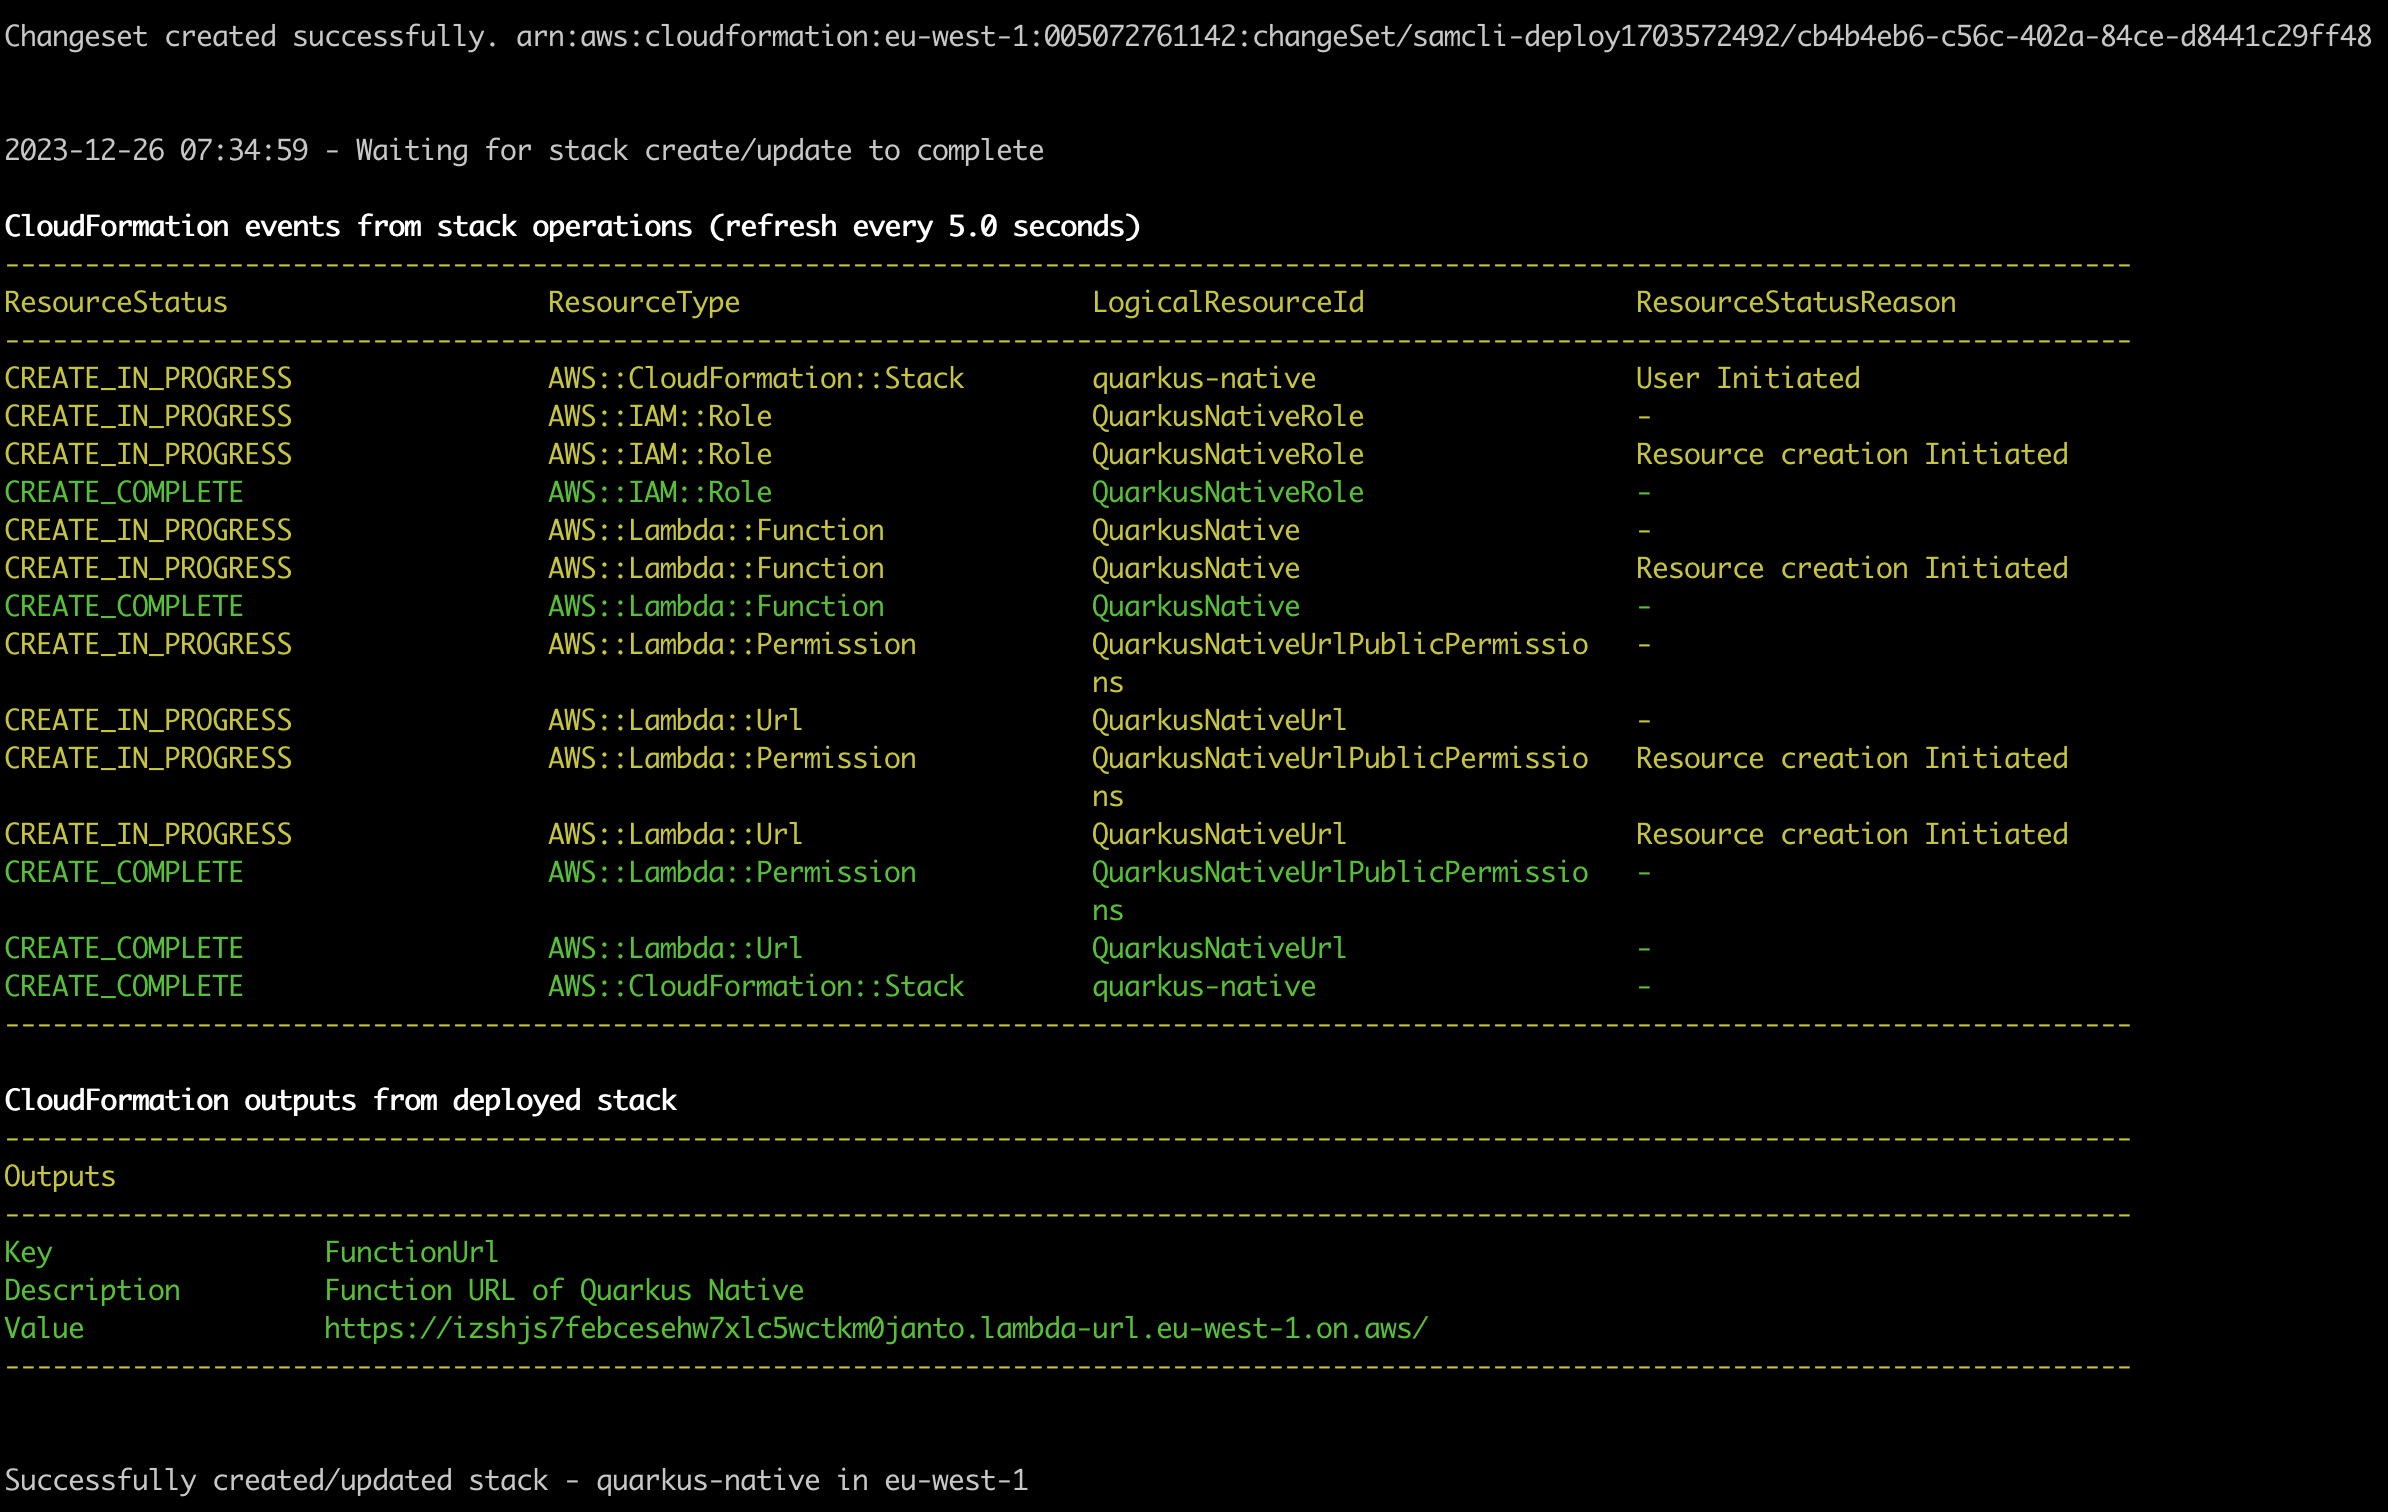 Changeset created successfully. arn:aws:cloudformation:eu-west-1:005072761142:changeSet/samcli-deploy1703572492/cb4b4eb6-c56c-402a-84ce-d8441c29ff48
2023-12-26 07:34:59 - Waiting for stack create/update to complete
CloudFormation events from stack operations (refresh every 5.0 seconds)
-------------------------------------------------------------------------------------------------------------------------------------
ResourceStatus                    ResourceType                      LogicalResourceId                 ResourceStatusReason
-------------------------------------------------------------------------------------------------------------------------------------
CREATE_IN_PROGRESS                AWS::CloudFormation::Stack        quarkus-native                    User Initiated
CREATE_IN_PROGRESS                AWS::IAM::Role                    QuarkusNativeRole                 -
CREATE_IN_PROGRESS                AWS::IAM::Role                    QuarkusNativeRole                 Resource creation Initiated
CREATE_COMPLETE                   AWS::IAM::Role                    QuarkusNativeRole                 -
CREATE_IN_PROGRESS                AWS::Lambda::Function             QuarkusNative                     -
CREATE_IN_PROGRESS                AWS::Lambda::Function             QuarkusNative                     Resource creation Initiated
CREATE_COMPLETE                   AWS::Lambda::Function             QuarkusNative                     -
CREATE_IN_PROGRESS                AWS::Lambda::Permission           QuarkusNativeUrlPublicPermissio   -
                                                                    ns
CREATE_IN_PROGRESS                AWS::Lambda::Url                  QuarkusNativeUrl                  -
CREATE_IN_PROGRESS                AWS::Lambda::Permission           QuarkusNativeUrlPublicPermissio   Resource creation Initiated
                                                                    ns
CREATE_IN_PROGRESS                AWS::Lambda::Url                  QuarkusNativeUrl                  Resource creation Initiated
CREATE_COMPLETE                   AWS::Lambda::Permission           QuarkusNativeUrlPublicPermissio   -
                                                                    ns
CREATE_COMPLETE                   AWS::Lambda::Url                  QuarkusNativeUrl                  -
CREATE_COMPLETE                   AWS::CloudFormation::Stack        quarkus-native                    -
-------------------------------------------------------------------------------------------------------------------------------------
CloudFormation outputs from deployed stack
-------------------------------------------------------------------------------------------------------------------------------------
Outputs
-------------------------------------------------------------------------------------------------------------------------------------
Key                 FunctionUrl
Description         Function URL of Quarkus Native
Value               https://izshjs7febcesehw7xlc5wctkm0janto.lambda-url.eu-west-1.on.aws/
-------------------------------------------------------------------------------------------------------------------------------------
Successfully created/updated stack - quarkus-native in eu-west-1